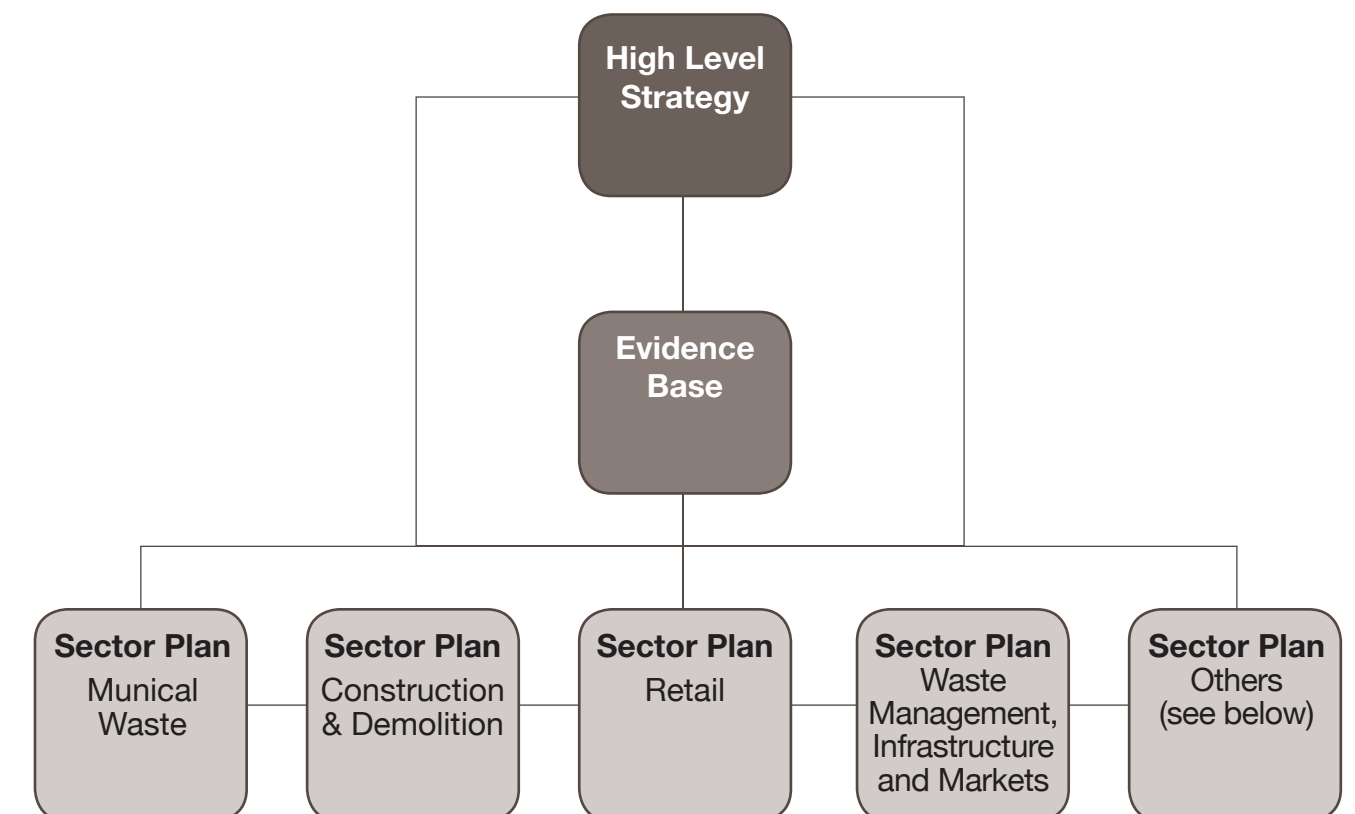 High Level
Strategy
Evidence
Base
Sector Plan
Munical
Waste
Sector Plan
Construction
& Demolition
Sector Plan
Retail
Sector Plan
Waste
Management,
Infrastructure
and Markets
Sector Plan
Others
(see below)